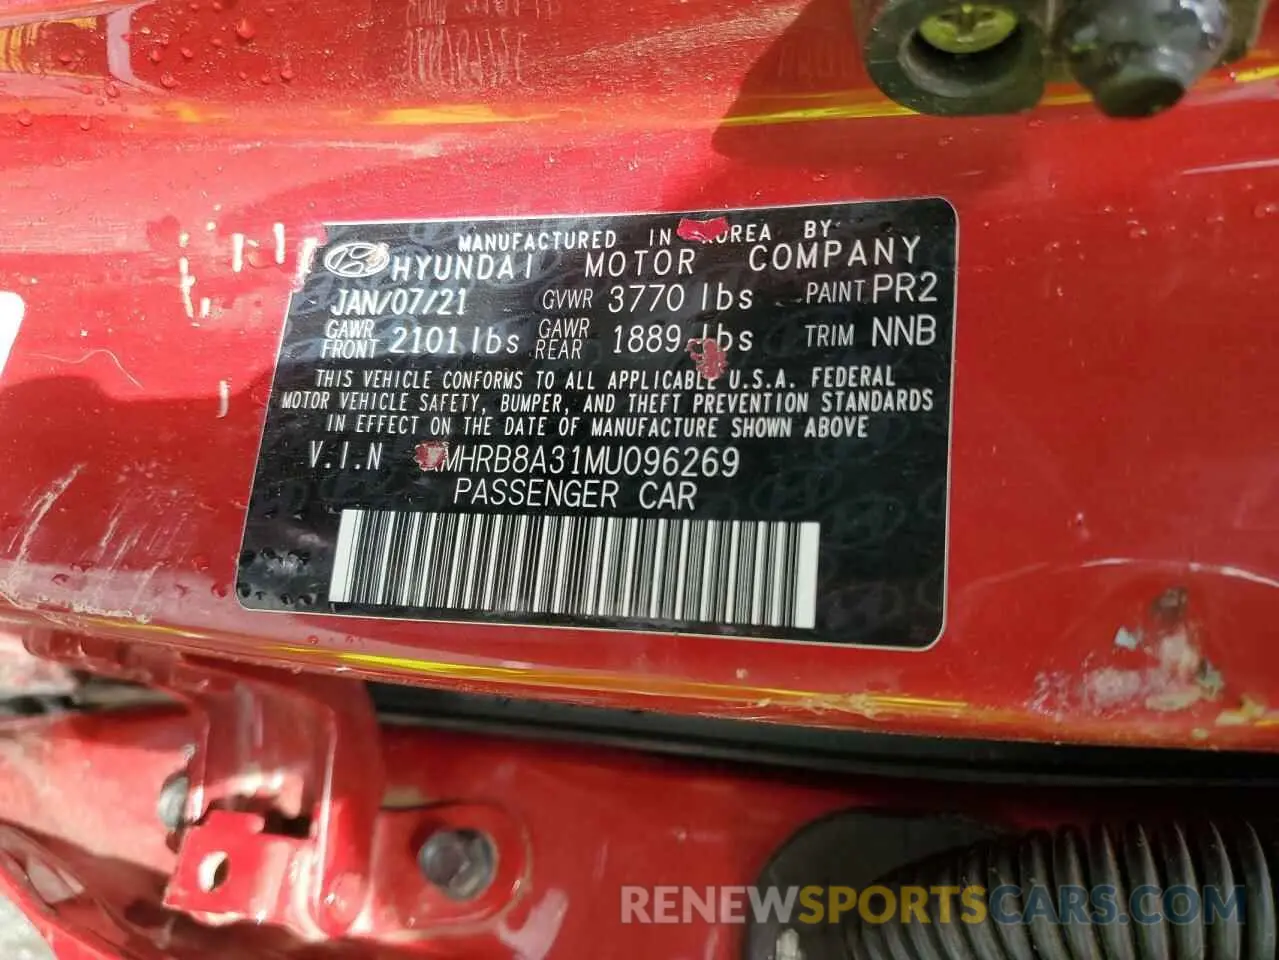 MANUFACTURED IN KOREA BY
HYUNDAI MOTOR COMPANY
JAN/07/21 GVWR 3770 lbs PAINT PR2
GAWR FRONT 2101 lbs GAWR REAR 1889 lbs TRIM NNB
THIS VEHICLE CONFORMS TO ALL APPLICABLE U.S.A. FEDERAL
MOTOR VEHICLE SAFETY, BUMPER, AND THEFT PREVENTION STANDARDS
IN EFFECT ON THE DATE OF MANUFACTURE SHOWN ABOVE
V.I.N KMHRB8A31MU096269
PASSENGER CAR
RENEWSPORTSCARS.COM